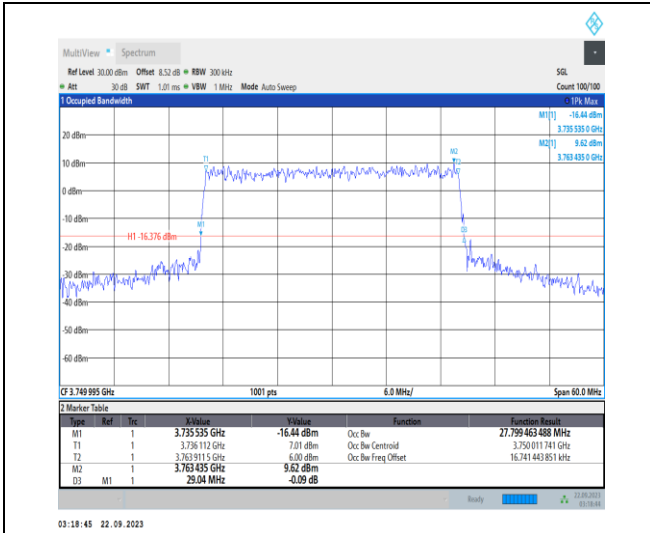 MultiView Spectrum
Ref Level 30.00 dBm Offset 8.52 dB RBW 300 kHz SGL
Att 30 dB SWT 1.01 ms VBW 1 MHz Mode Auto Sweep Count 100/100
1 Occupied Bandwidth 1Pk Max
M1[1] -16.44 dBm
3.735 535 0 GHz
M2[1] 9.62 dBm
3.763 435 0 GHz
20 dBm
M2
T1
T2
10 dBm
0 dBm
-10 dBm
M1
D3
H1 -16.376 dBm
-20 dBm
-30 dBm
-40 dBm
-50 dBm
-60 dBm
CF 3.749 995 GHz 1001 pts 6.0 MHz/ Span 60.0 MHz
2 Marker Table
Type Ref Trc X-Value Y-Value Function Function Result
M1 1 3.735 535 GHz -16.44 dBm Occ Bw 27.799 463 488 MHz
T1 1 3.736 112 GHz 7.01 dBm Occ Bw Centroid 3.750 011 741 GHz
T2 1 3.763 911 5 GHz 6.00 dBm Occ Bw Freq Offset 16.741 443 851 kHz
M2 1 3.763 435 GHz 9.62 dBm
D3 M1 1 29.04 MHz -0.09 dB
Ready 22.09.2023
03:18:44
03:18:45 22.09.2023